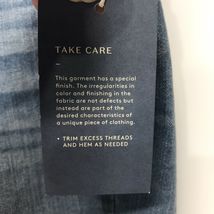 TAKE CARE
—
This garment has a special
finish. The irregularities in
color and finishing in the
fabric are not defects but
instead are part of the
desired characteristics of
a unique piece of clothing.
• TRIM EXCESS THREADS
AND HEM AS NEEDED